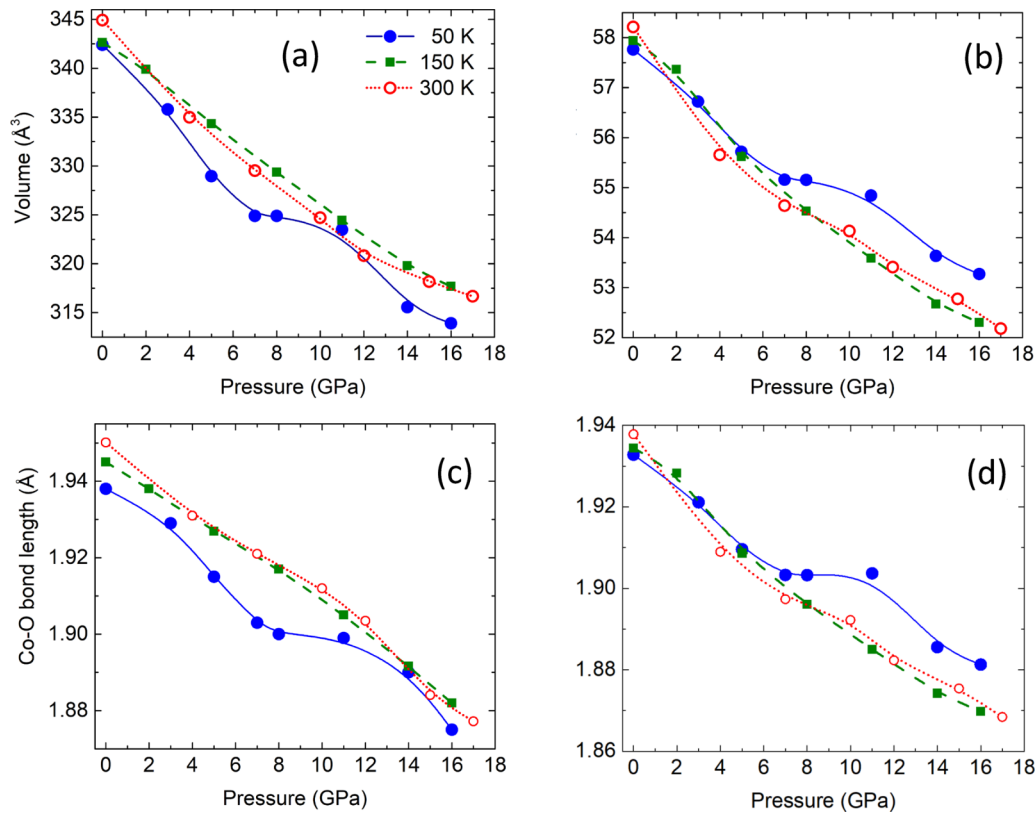 (a)
50 K
150 K
300 K
Volume (Å³)
345
340
335
330
325
320
315
0 2 4 6 8 10 12 14 16 18
Pressure (GPa)
(b)
58
57
56
55
54
53
52
0 2 4 6 8 10 12 14 16 18
Pressure (GPa)
(c)
Co-O bond length (Å)
1.94
1.92
1.90
1.88
0 2 4 6 8 10 12 14 16 18
Pressure (GPa)
(d)
1.94
1.92
1.90
1.88
1.86
0 2 4 6 8 10 12 14 16 18
Pressure (GPa)